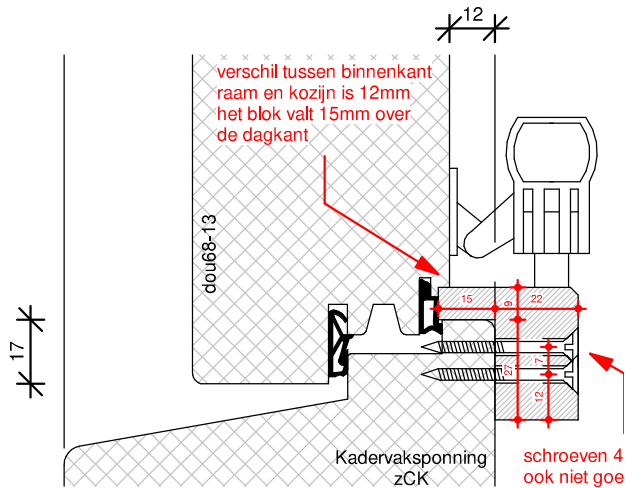 12
verschil tussen binnenkant
raam en kozijn is 12mm
het blok valt 15mm over
de dagkant
dou68-13
15
9
22
17
7
27
12
Kadervaksponning
zCK
schroeven 4
ook niet goe